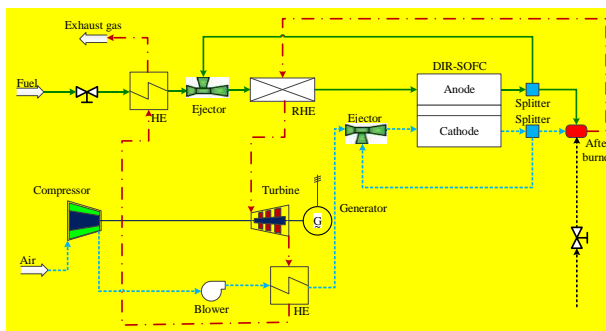 Exhaust gas
DIR-SOFC
Fuel
Anode
Ejector
RHE
HE
Splitter
Ejector
Splitter
Cathode
After
burne
Compressor
Turbine
Generator
G
~
Air
Blower
HE